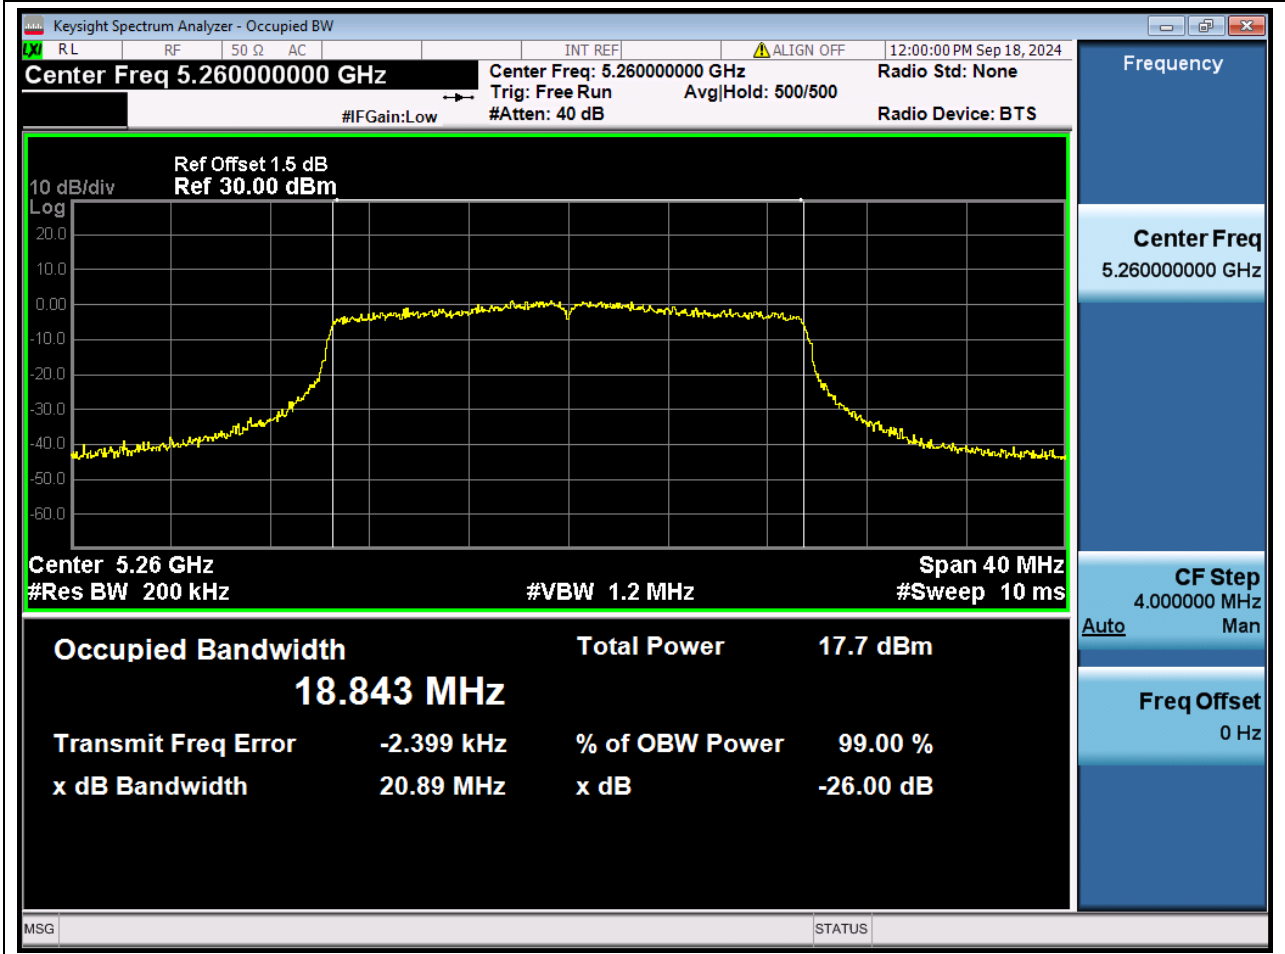 Keysight Spectrum Analyzer - Occupied BW
LXI RL RF 50 Ω AC INT REF ALIGN OFF 12:00:00 PM Sep 18, 2024
Center Freq 5.260000000 GHz
Center Freq: 5.260000000 GHz
Radio Std: None
Trig: Free Run Avg|Hold: 500/500
#IFGain:Low
#Atten: 40 dB
Radio Device: BTS
Ref Offset 1.5 dB
10 dB/div Ref 30.00 dBm
Log
20.0
10.0
0.00
-10.0
-20.0
-30.0
-40.0
-50.0
-60.0
Center 5.26 GHz Span 40 MHz
#Res BW 200 kHz #VBW 1.2 MHz #Sweep 10 ms
Occupied Bandwidth Total Power 17.7 dBm
18.843 MHz
Transmit Freq Error -2.399 kHz % of OBW Power 99.00 %
x dB Bandwidth 20.89 MHz x dB -26.00 dB
MSG STATUS
Frequency
Center Freq
5.260000000 GHz
CF Step
4.000000 MHz
Auto Man
Freq Offset
0 Hz